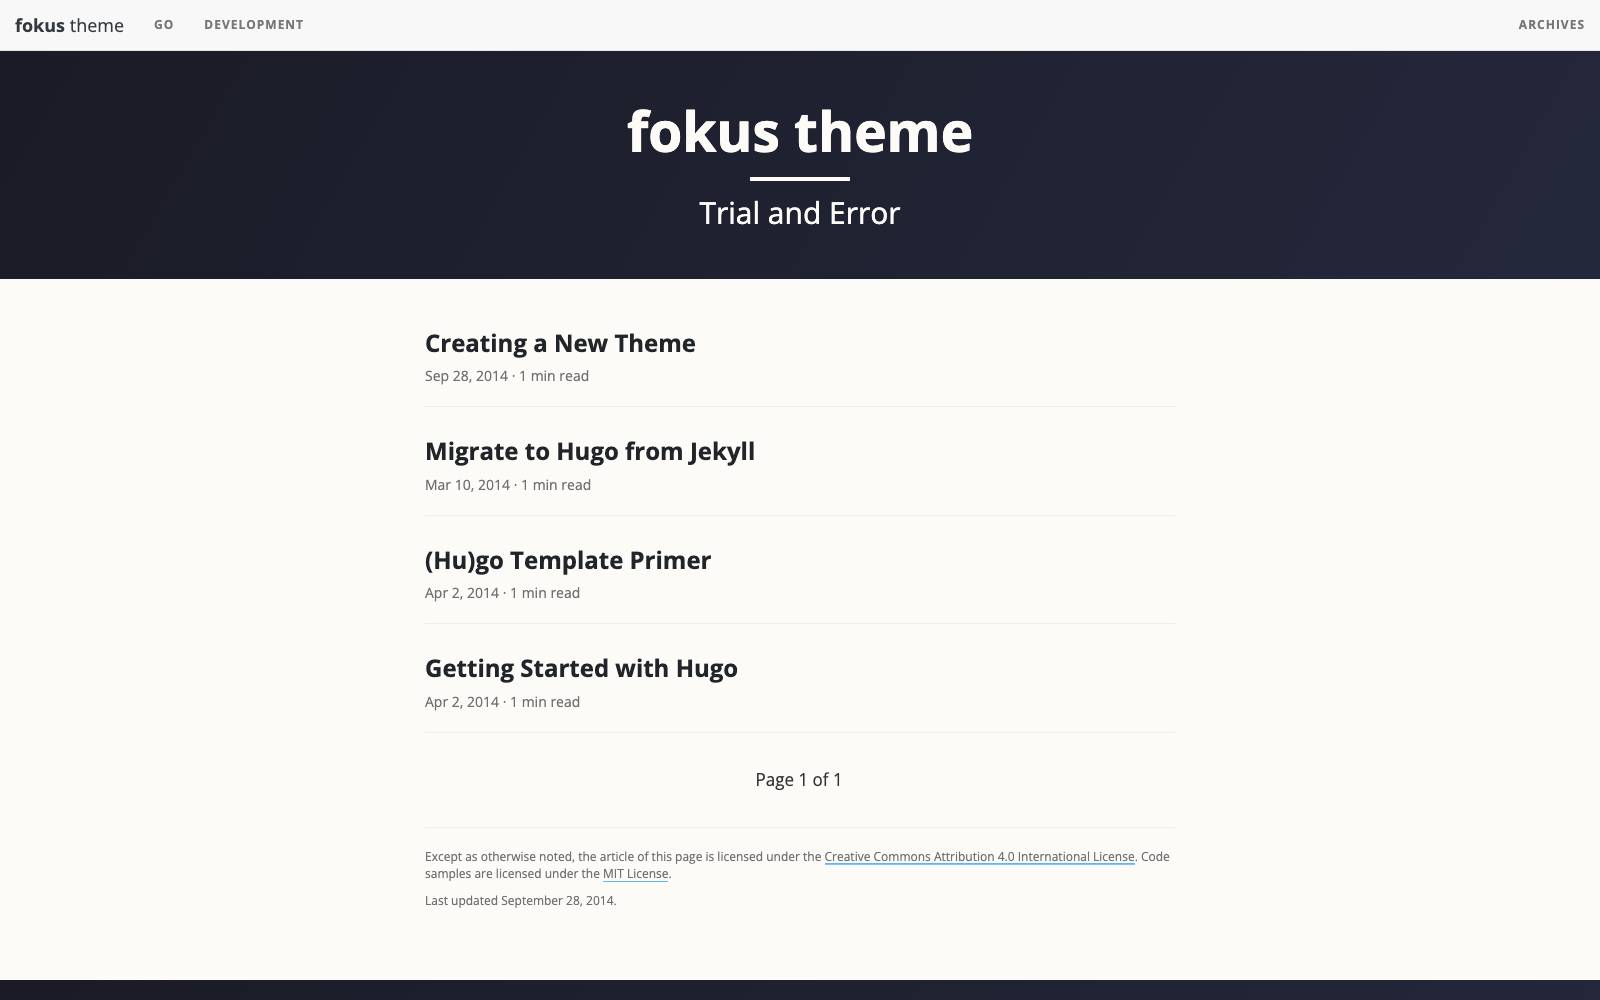 fokus theme GO DEVELOPMENT ARCHIVES
fokus theme
Trial and Error
Creating a New Theme
Sep 28, 2014 · 1 min read
Migrate to Hugo from Jekyll
Mar 10, 2014 · 1 min read
(Hu)go Template Primer
Apr 2, 2014 · 1 min read
Getting Started with Hugo
Apr 2, 2014 · 1 min read
Page 1 of 1
Except as otherwise noted, the article of this page is licensed under the Creative Commons Attribution 4.0 International License. Code
samples are licensed under the MIT License.
Last updated September 28, 2014.